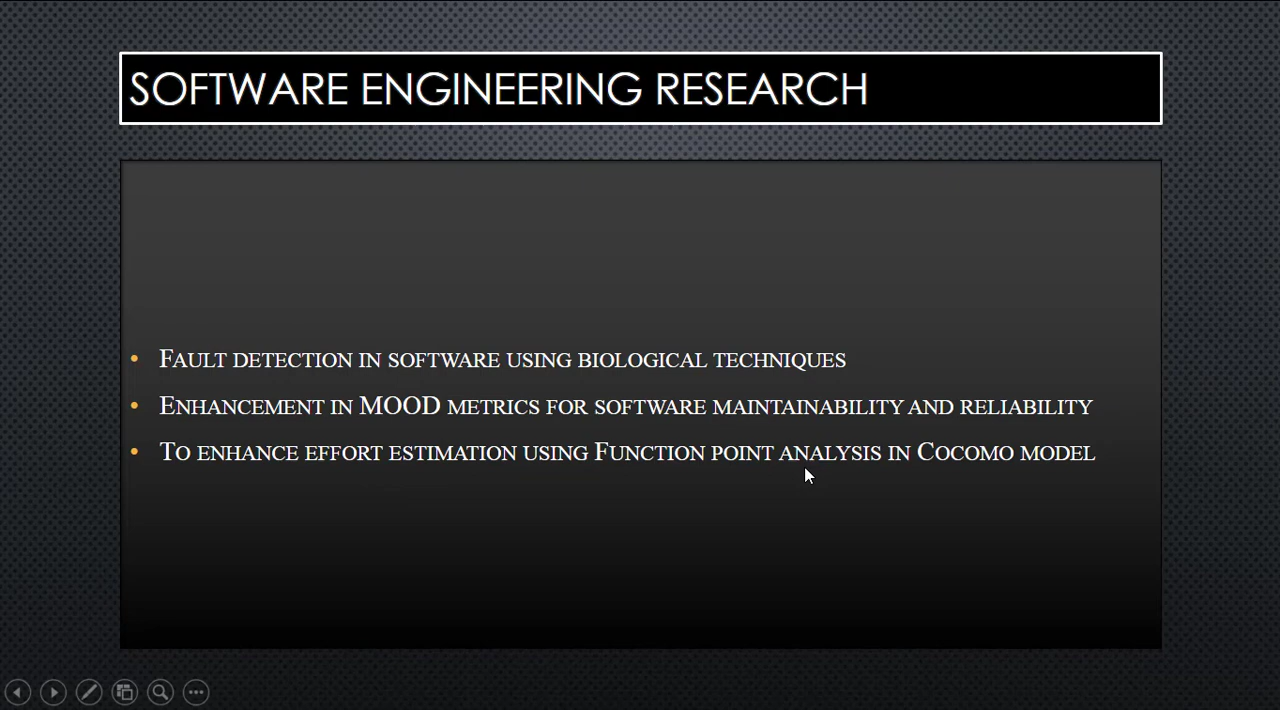 SOFTWARE ENGINEERING RESEARCH
• Fault detection in software using biological techniques
• Enhancement in MOOD metrics for software maintainability and reliability
• To enhance effort estimation using Function point analysis in Cocomo model